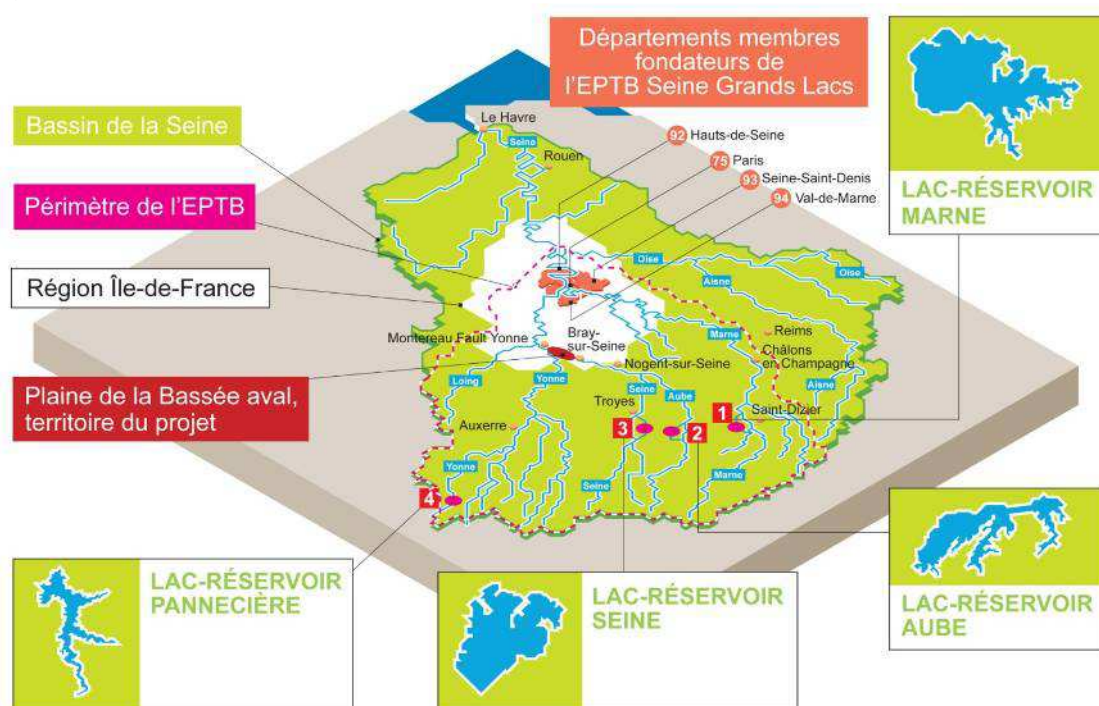 Départements membres
fondateurs de
l'EPTB Seine Grands Lacs
Bassin de la Seine
Périmètre de l'EPTB
Région Île-de-France
Plaine de la Bassée aval,
territoire du projet
LAC-RÉSERVOIR
MARNE
92 Hauts-de-Seine
75 Paris
93 Seine-Saint-Denis
94 Val-de-Marne
Le Havre
Seine
Rouen
Oise
Oise
Aisne
Marne
Reims
Châlons
en Champagne
Aisne
Montereau Fault Yonne
Bray-
sur-Seine
Nogent-sur-Seine
Loing
Yonne
Seine
Aube
Troyes
Saint-Dizier
1
2
3
Auxerre
Yonne
Seine
Marne
4
LAC-RÉSERVOIR
PANNECIÈRE
LAC-RÉSERVOIR
SEINE
LAC-RÉSERVOIR
AUBE